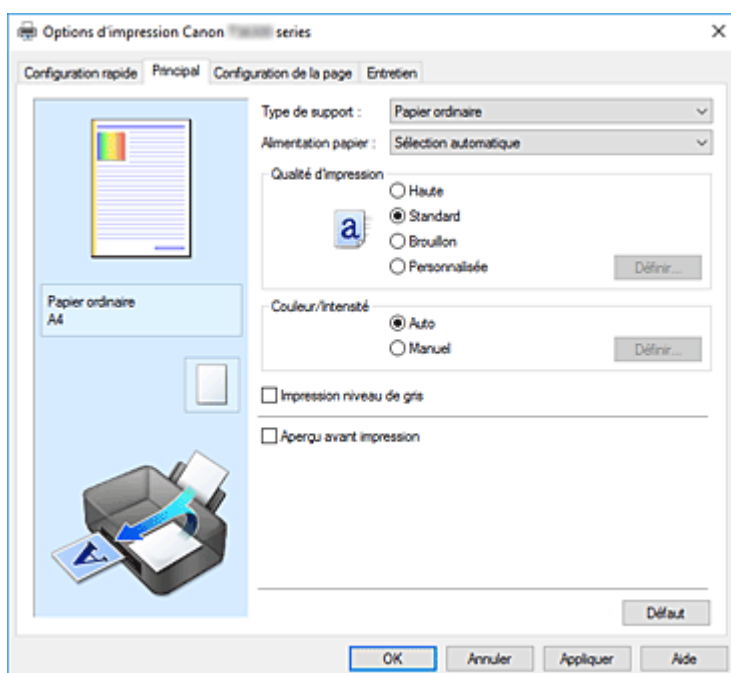 Options d'impression Canon series
Configuration rapide Principal Configuration de la page Entretien
Type de support : Papier ordinaire
Alimentation papier : Sélection automatique
Qualité d'impression
Haute
a Standard
Brouillon
Personnalisée Définir...
Papier ordinaire
A4
Couleur/Intensité
Auto
Manuel Définir...
Impression niveau de gris
Aperçu avant impression
A
Défaut
OK Annuler Appliquer Aide